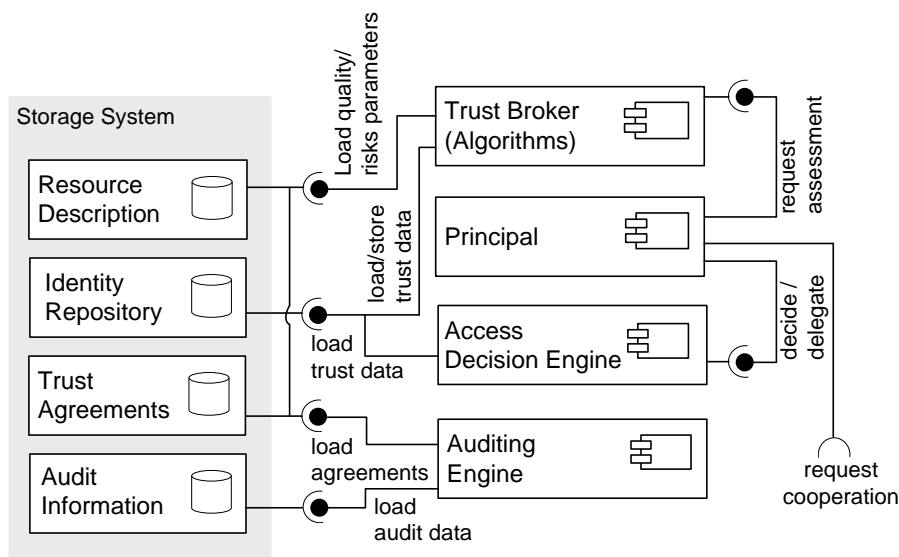 Storage System
Resource
Description
Identity
Repository
Trust
Agreements
Audit
Information
Load quality/
risks parameters
load/store
trust data
load
trust data
load
agreements
load
audit data
Trust Broker
(Algorithms)
Principal
Access
Decision Engine
Auditing
Engine
request
assessment
decide /
delegate
request
cooperation